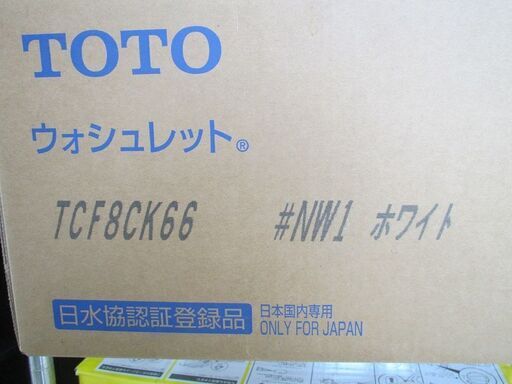 TOTO
ウォシュレット®
TCF8CK66 #NW1 ホワイト
日水協認証登録品
日本国内専用
ONLY FOR JAPAN